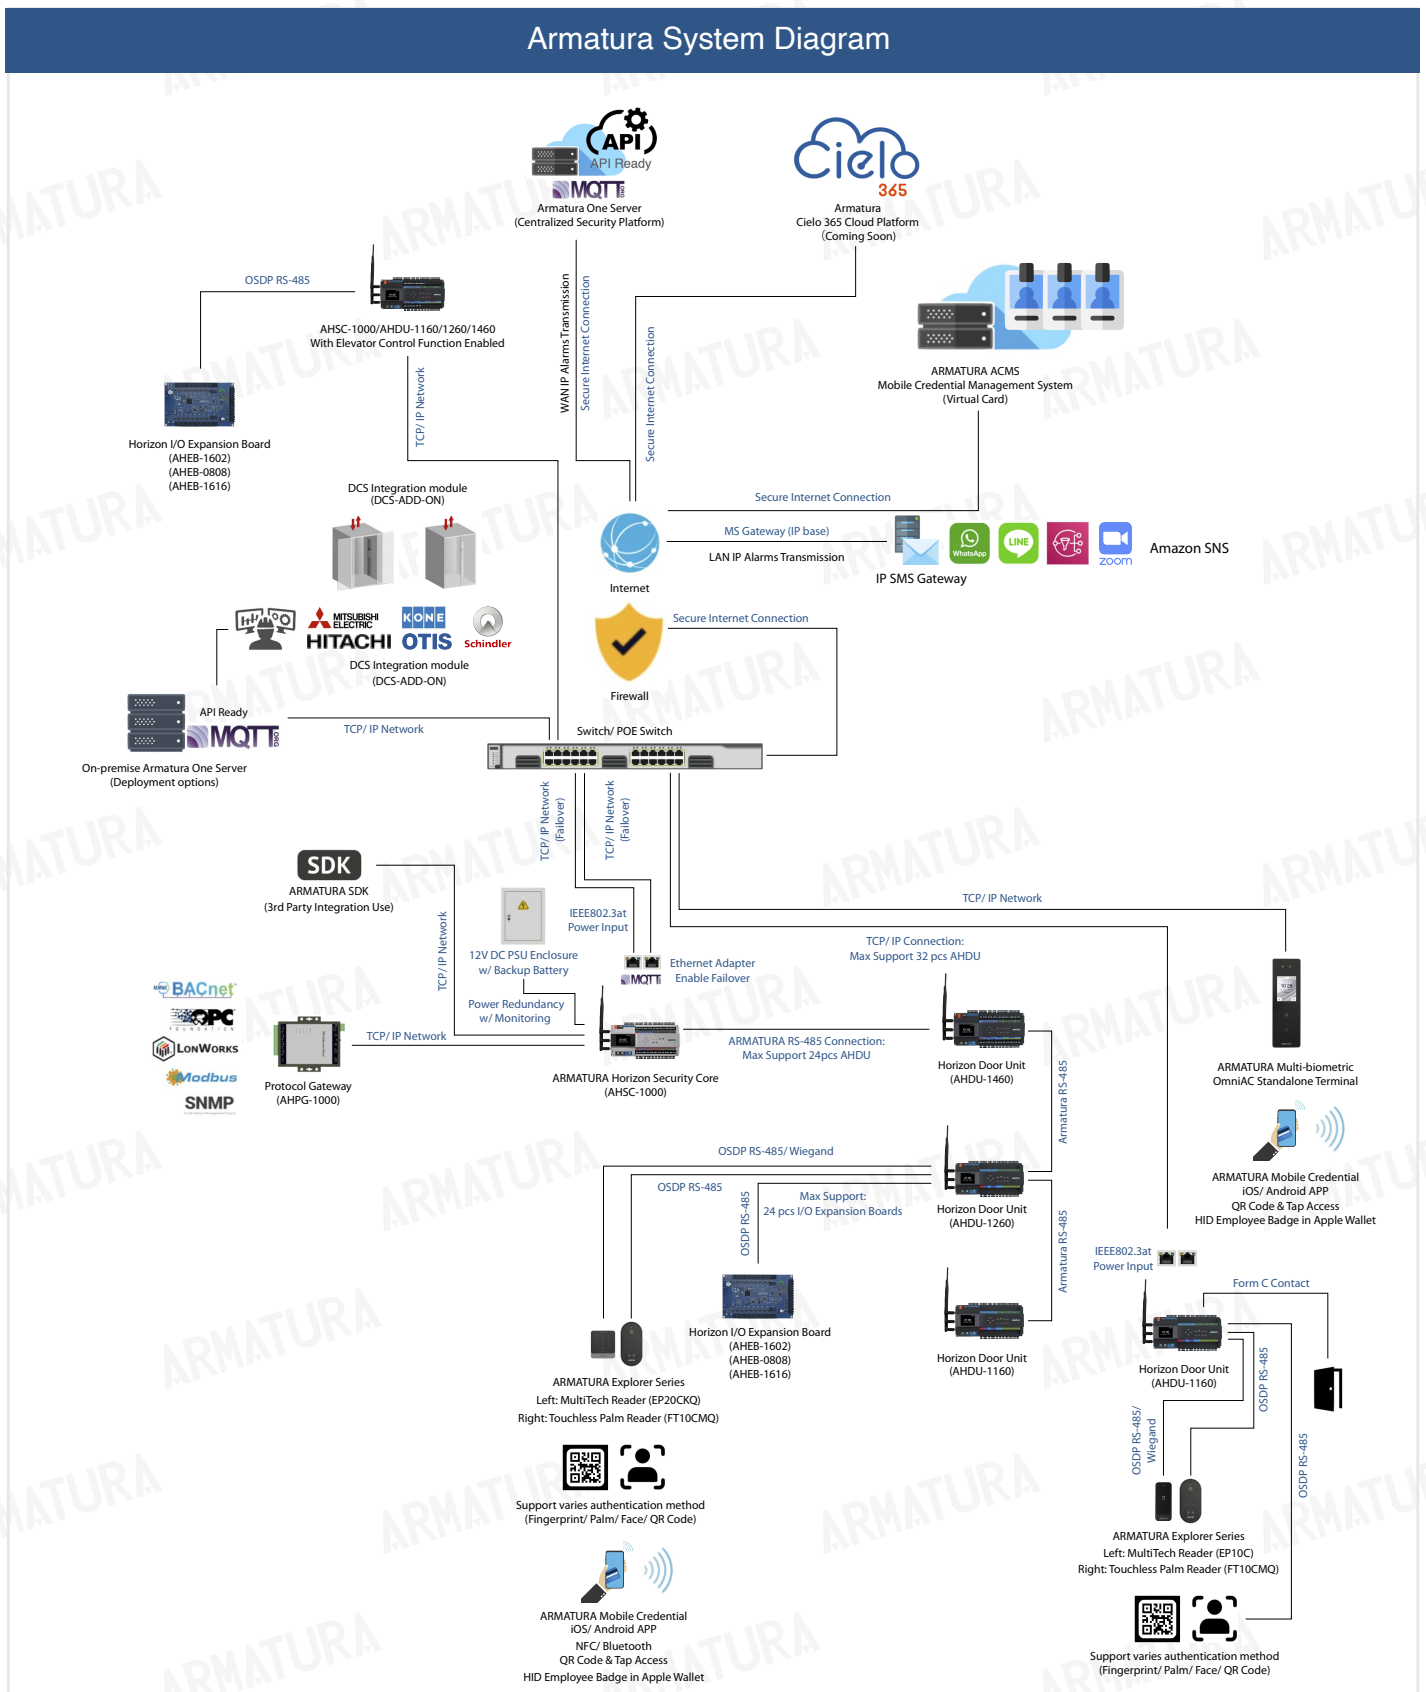 Armatura System Diagram
API
API Ready
MQTT.ORG
Armatura One Server
(Centralized Security Platform)
Cielo
365
Armatura
Cielo 365 Cloud Platform
(Coming Soon)
OSDP RS-485
AHSC-1000/AHDU-1160/1260/1460
With Elevator Control Function Enabled
TCP/ IP Network
WAN IP Alarms Transmission
Secure Internet Connection
Secure Internet Connection
ARMATURA ACMS
Mobile Credential Management System
(Virtual Card)
Horizon I/O Expansion Board
(AHEB-1602)
(AHEB-0808)
(AHEB-1616)
DCS Integration module
(DCS-ADD-ON)
Secure Internet Connection
MS Gateway (IP base)
LAN IP Alarms Transmission
WhatsApp
LINE
zoom
Amazon SNS
IP SMS Gateway
Internet
MITSUBISHI
ELECTRIC
HITACHI
KONE
OTIS
Schindler
DCS Integration module
(DCS-ADD-ON)
Secure Internet Connection
Firewall
API Ready
MQTT.ORG
TCP/ IP Network
On-premise Armatura One Server
(Deployment options)
Switch/ POE Switch
TCP/ IP Network
(Failover)
TCP/ IP Network
(Failover)
SDK
ARMATURA SDK
(3rd Party Integration Use)
TCP/ IP Network
12V DC PSU Enclosure
w/ Backup Battery
Power Redundancy
w/ Monitoring
IEEE802.3at
Power Input
MQTT
Ethernet Adapter
Enable Failover
TCP/ IP Network
TCP/ IP Connection:
Max Support 32 pcs AHDU
BACnet
OPC
FOUNDATION
LONWORKS
Modbus
SNMP
TCP/ IP Network
Protocol Gateway
(AHPG-1000)
ARMATURA Horizon Security Core
(AHSC-1000)
ARMATURA RS-485 Connection:
Max Support 24pcs AHDU
Horizon Door Unit
(AHDU-1460)
Armatura RS-485
ARMATURA Multi-biometric
OmniAC Standalone Terminal
ARMATURA Mobile Credential
iOS/ Android APP
QR Code & Tap Access
HID Employee Badge in Apple Wallet
OSDP RS-485/ Wiegand
OSDP RS-485
OSDP RS-485
Max Support:
24 pcs I/O Expansion Boards
Horizon Door Unit
(AHDU-1260)
Armatura RS-485
Horizon Door Unit
(AHDU-1160)
Horizon I/O Expansion Board
(AHEB-1602)
(AHEB-0808)
(AHEB-1616)
ARMATURA Explorer Series
Left: MultiTech Reader (EP20CKQ)
Right: Touchless Palm Reader (FT10CMQ)
Support varies authentication method
(Fingerprint/ Palm/ Face/ QR Code)
ARMATURA Mobile Credential
iOS/ Android APP
NFC/ Bluetooth
QR Code & Tap Access
HID Employee Badge in Apple Wallet
IEEE802.3at
Power Input
Form C Contact
Horizon Door Unit
(AHDU-1160)
OSDP RS-485
OSDP RS-485/
Wiegand
OSDP RS-485
ARMATURA Explorer Series
Left: MultiTech Reader (EP10C)
Right: Touchless Palm Reader (FT10CMQ)
Support varies authentication method
(Fingerprint/ Palm/ Face/ QR Code)
ARMATURA